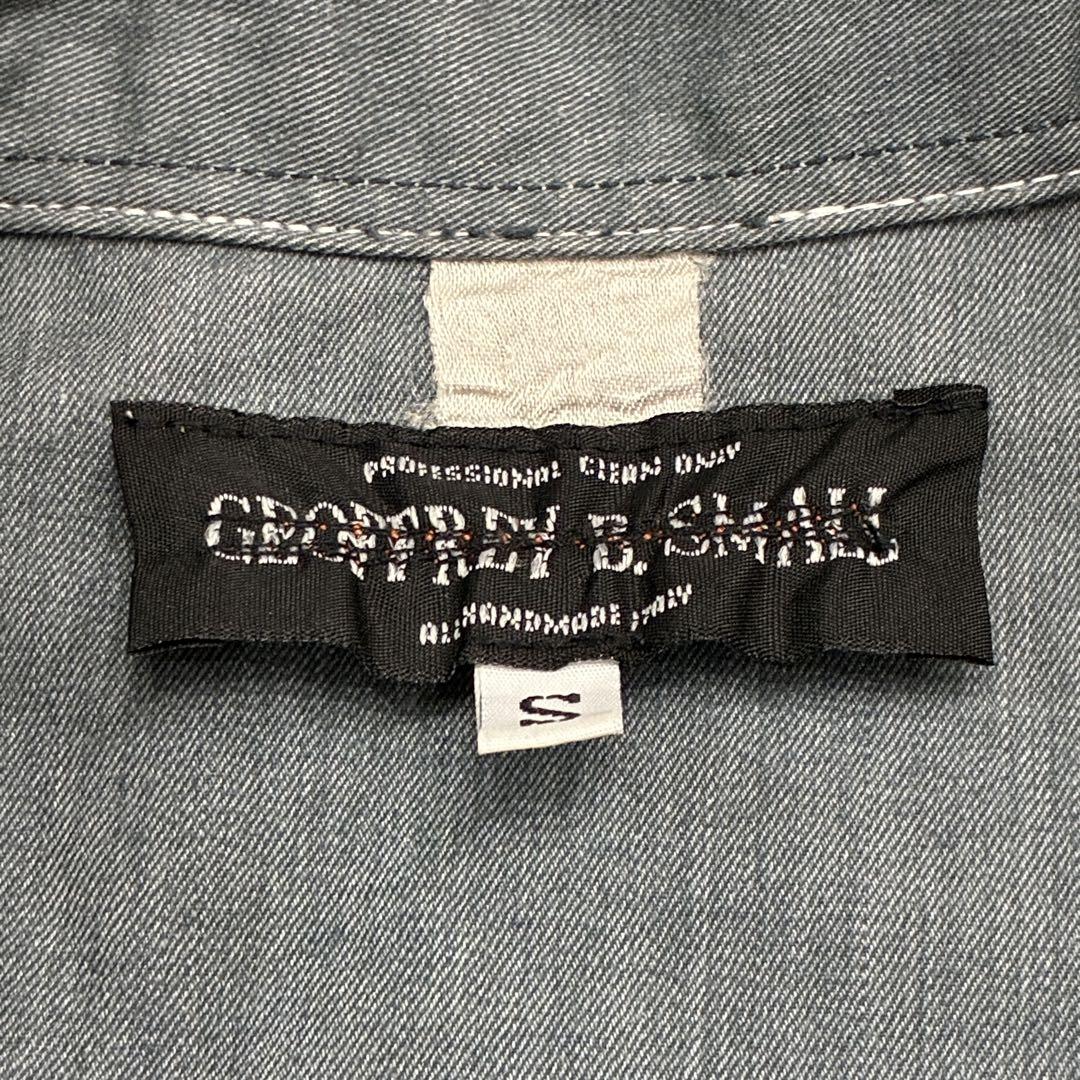 PROFESSIONAL CLEAN ONLY
GEOFFREY B. SMALL
ALL HANDMADE ITALY
S